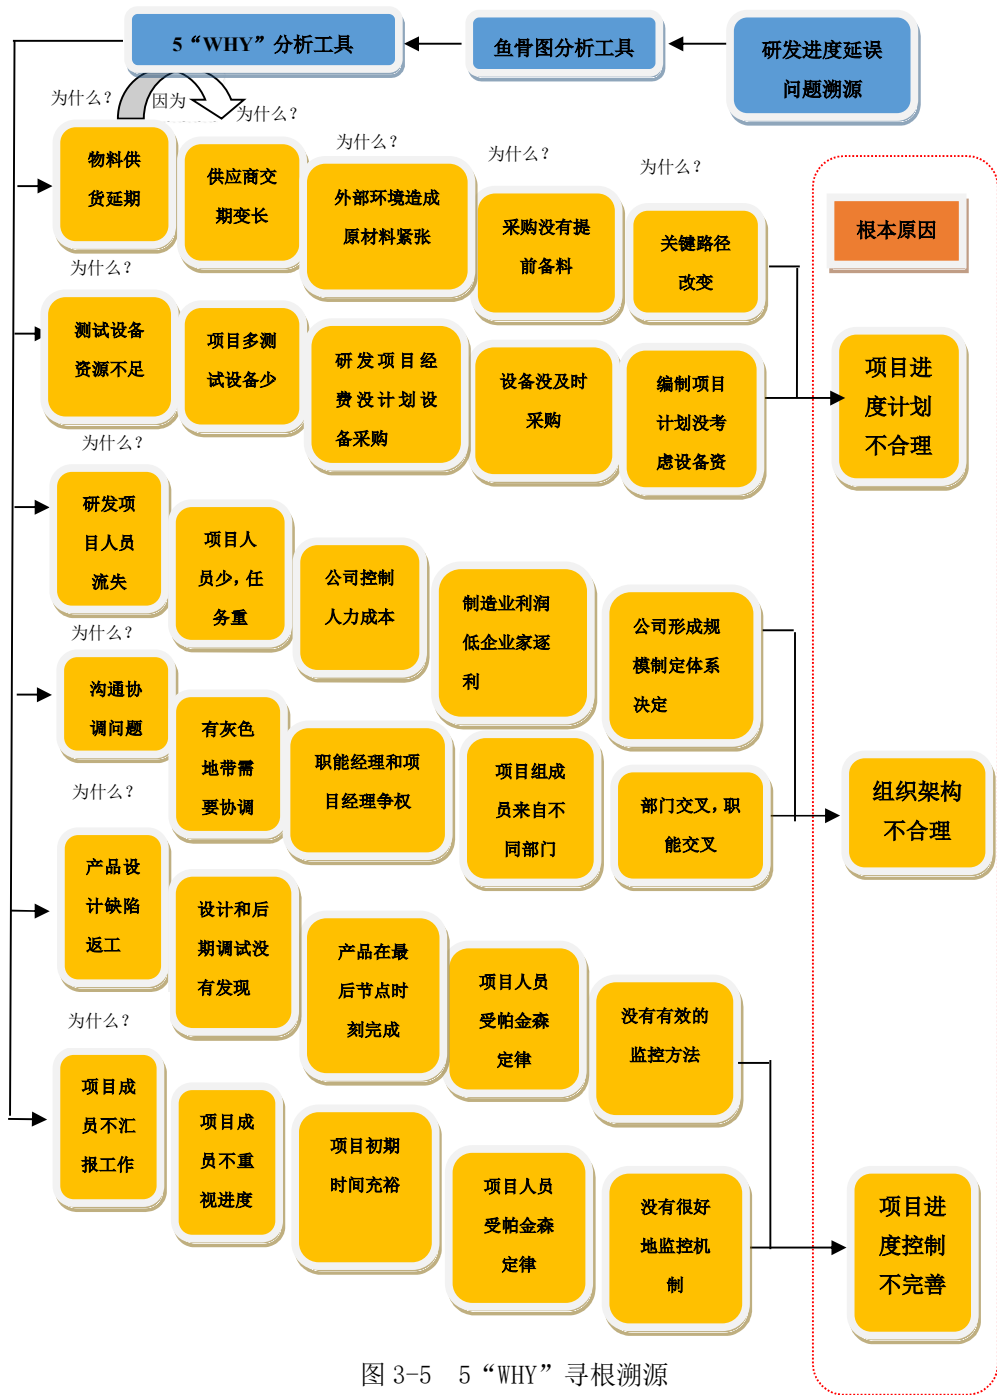 5“WHY”分析工具
鱼骨图分析工具
研发进度延误
问题溯源
为什么？
因为
为什么？
为什么？
为什么？
为什么？
物料供
货延期
供应商交
期变长
外部环境造成
原材料紧张
采购没有提
前备料
关键路径
改变
根本原因
为什么？
测试设备
资源不足
项目多测
试设备少
研发项目经
费没计划设
备采购
设备没及时
采购
编制项目
计划没考
虑设备资
项目进
度计划
不合理
为什么？
研发项
目人员
流失
项目人
员少，任
务重
公司控制
人力成本
制造业利润
低企业家逐
利
公司形成规
模制定体系
决定
为什么？
沟通协
调问题
有灰色
地带需
要协调
职能经理和项
目经理争权
项目组成
员来自不
同部门
部门交叉，职
能交叉
组织架构
不合理
为什么？
产品设
计缺陷
返工
设计和后
期调试没
有发现
产品在最
后节点时
刻完成
项目人员
受帕金森
定律
没有有效的
监控方法
为什么？
项目成
员不汇
报工作
项目成
员不重
视进度
项目初期
时间充裕
项目人员
受帕金森
定律
没有很好
地监控机
制
项目进
度控制
不完善
图 3-5 5“WHY”寻根溯源